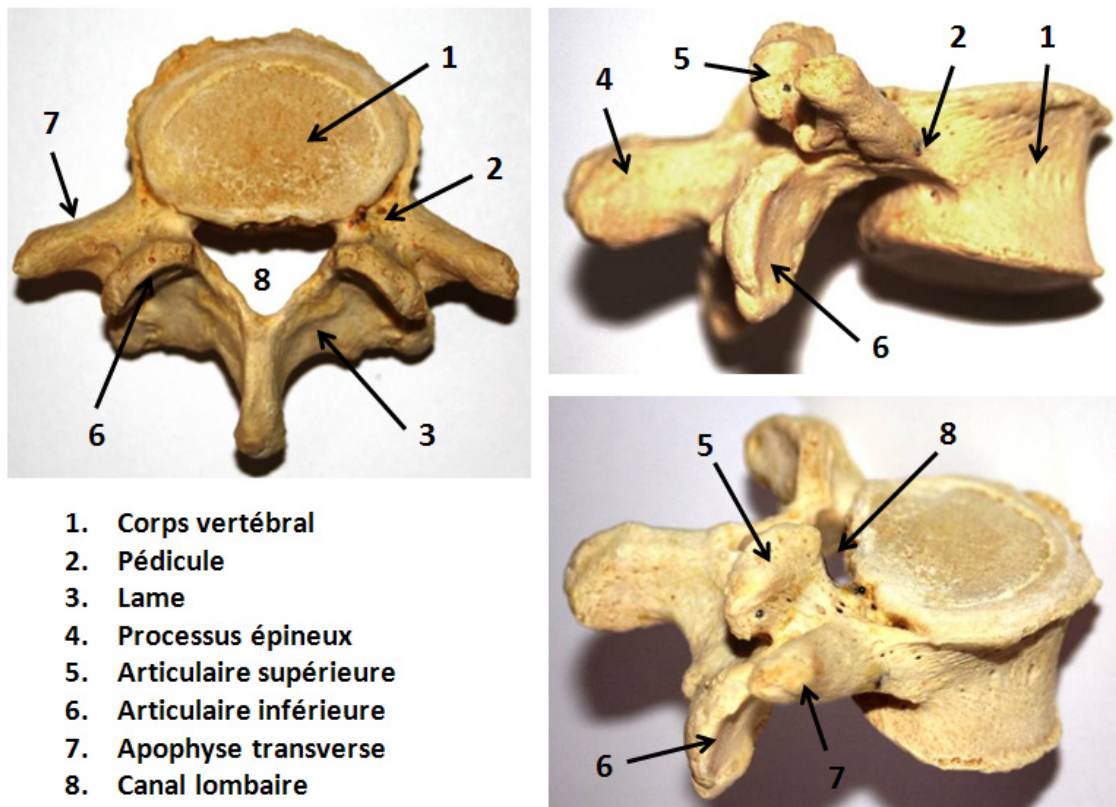 1
7
2
8
6
3
5
4
2
1
6
5
8
6
7
1. Corps vertébral
2. Pédicule
3. Lame
4. Processus épineux
5. Articulaire supérieure
6. Articulaire inférieure
7. Apophyse transverse
8. Canal lombaire